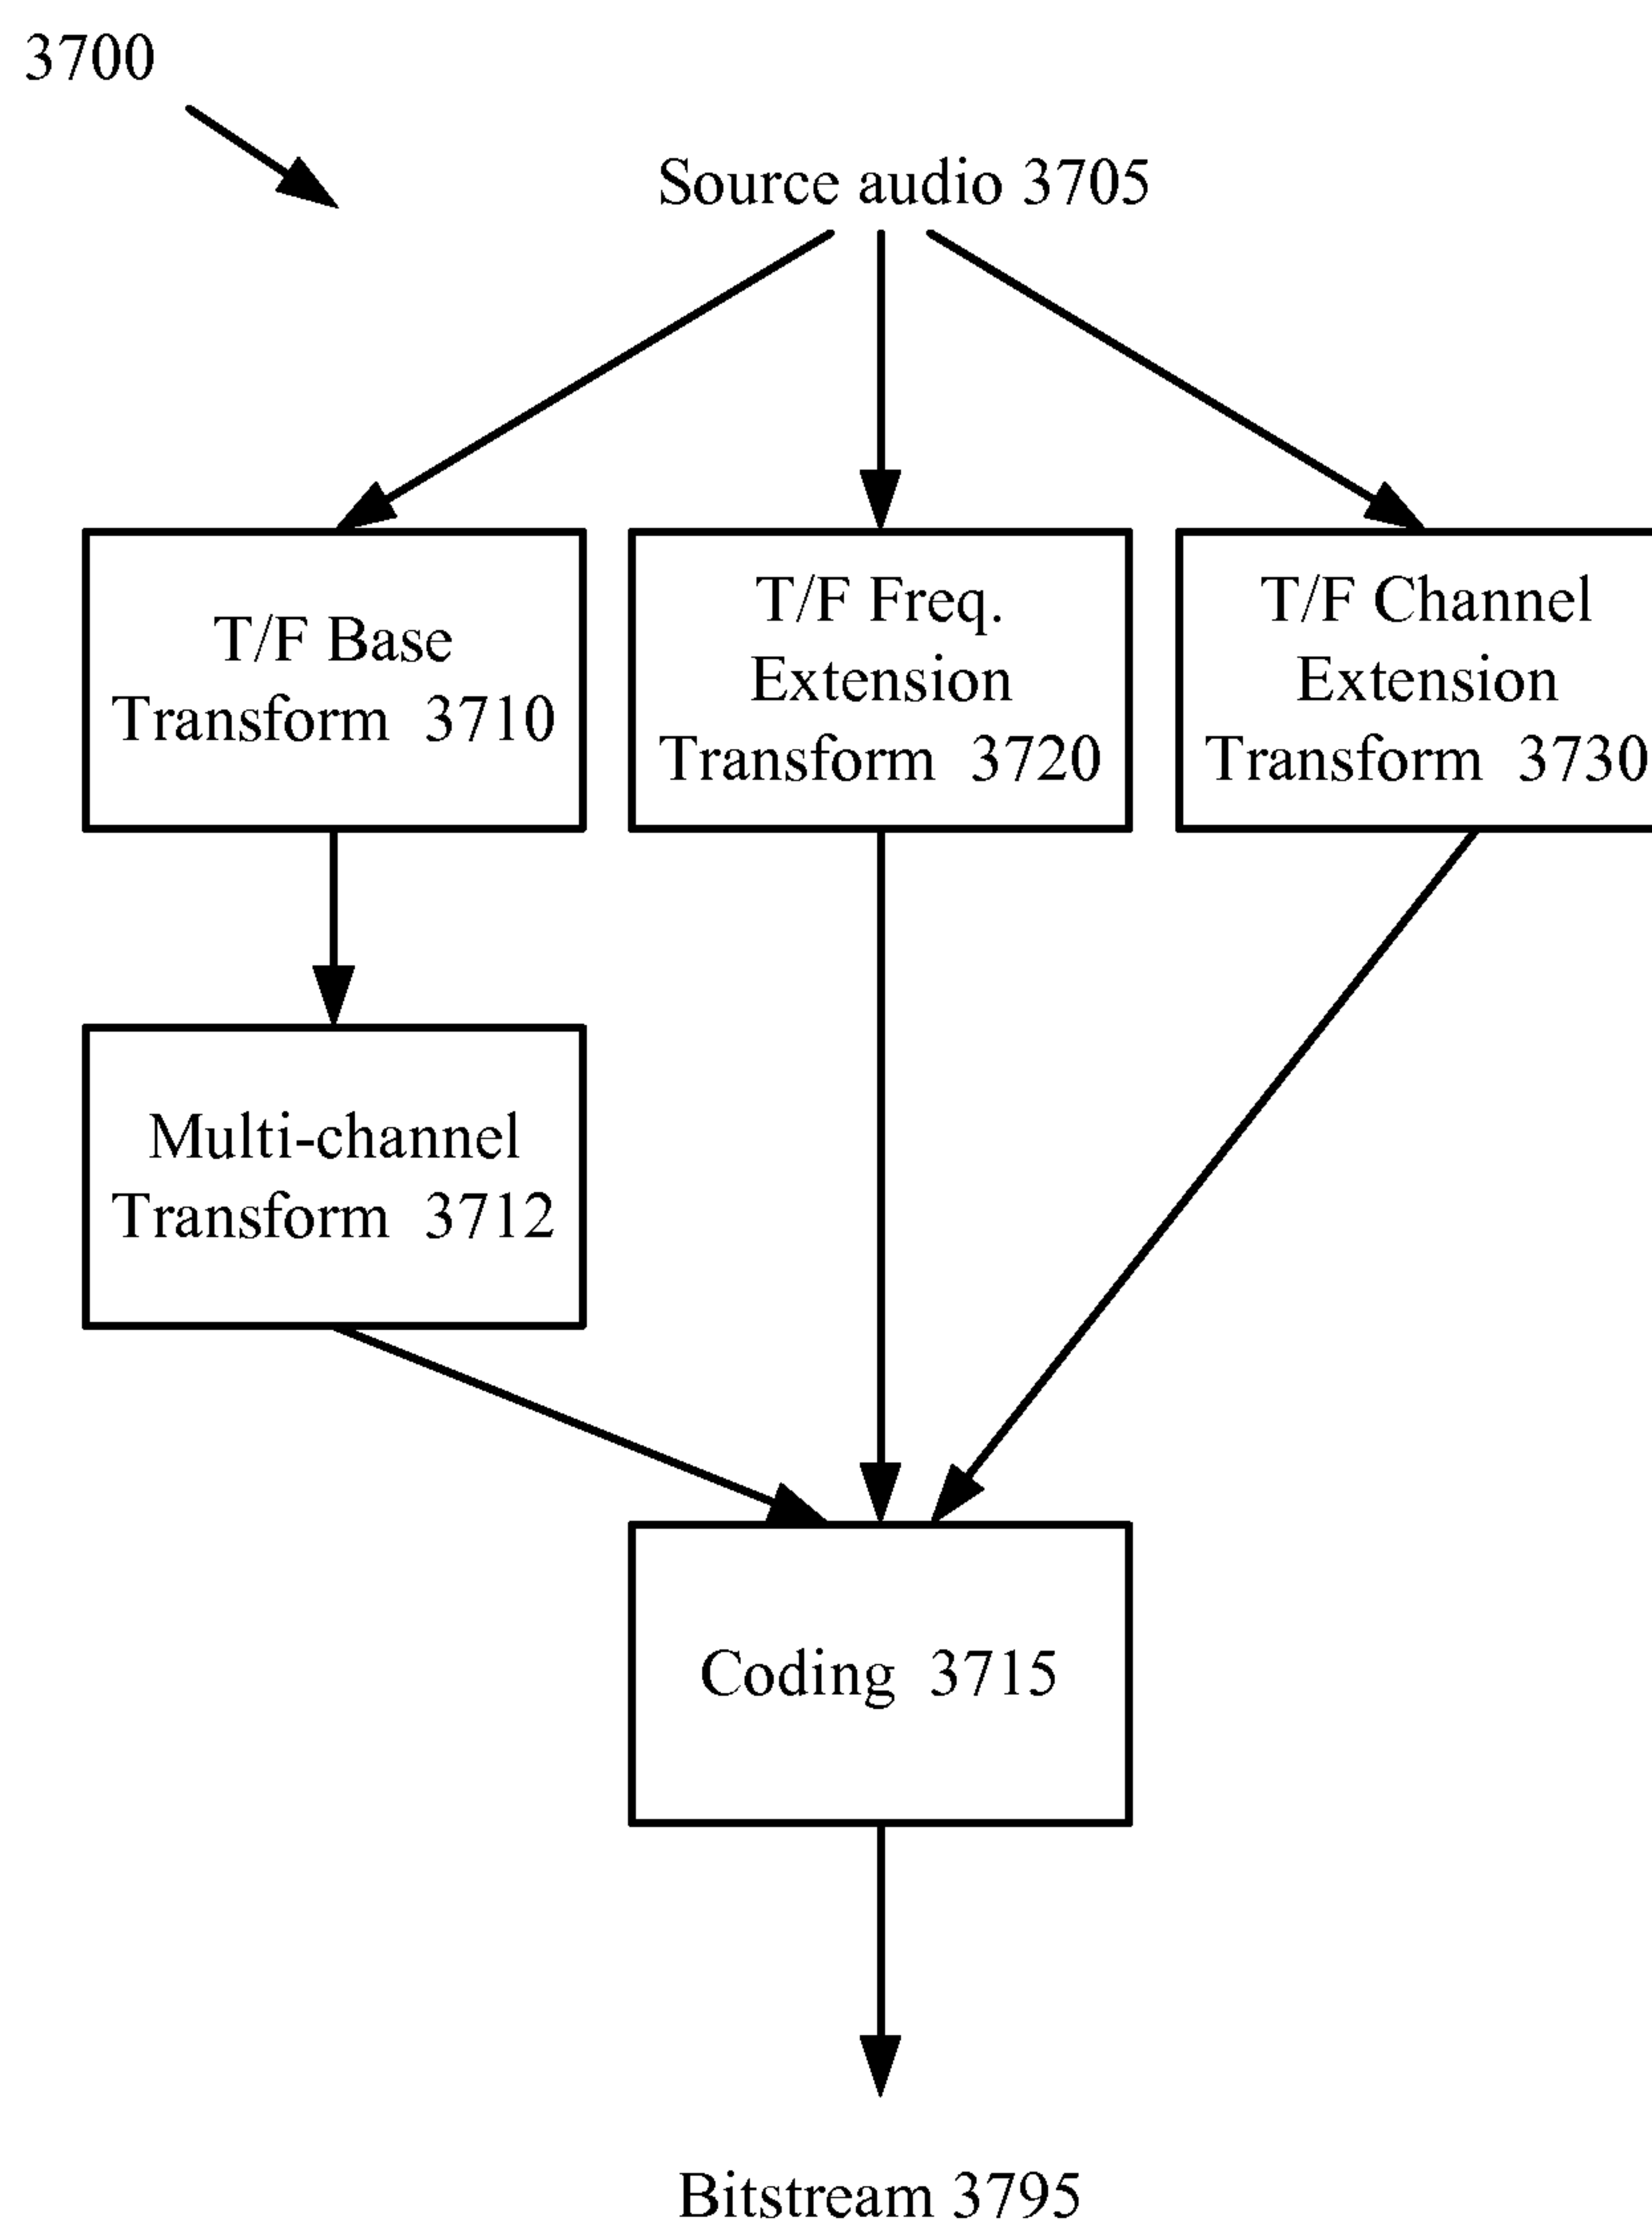 3700
Source audio 3705
T/F Base
Transform 3710
T/F Freq.
Extension
Transform 3720
T/F Channel
Extension
Transform 3730
Multi-channel
Transform 3712
Coding 3715
Bitstream 3795